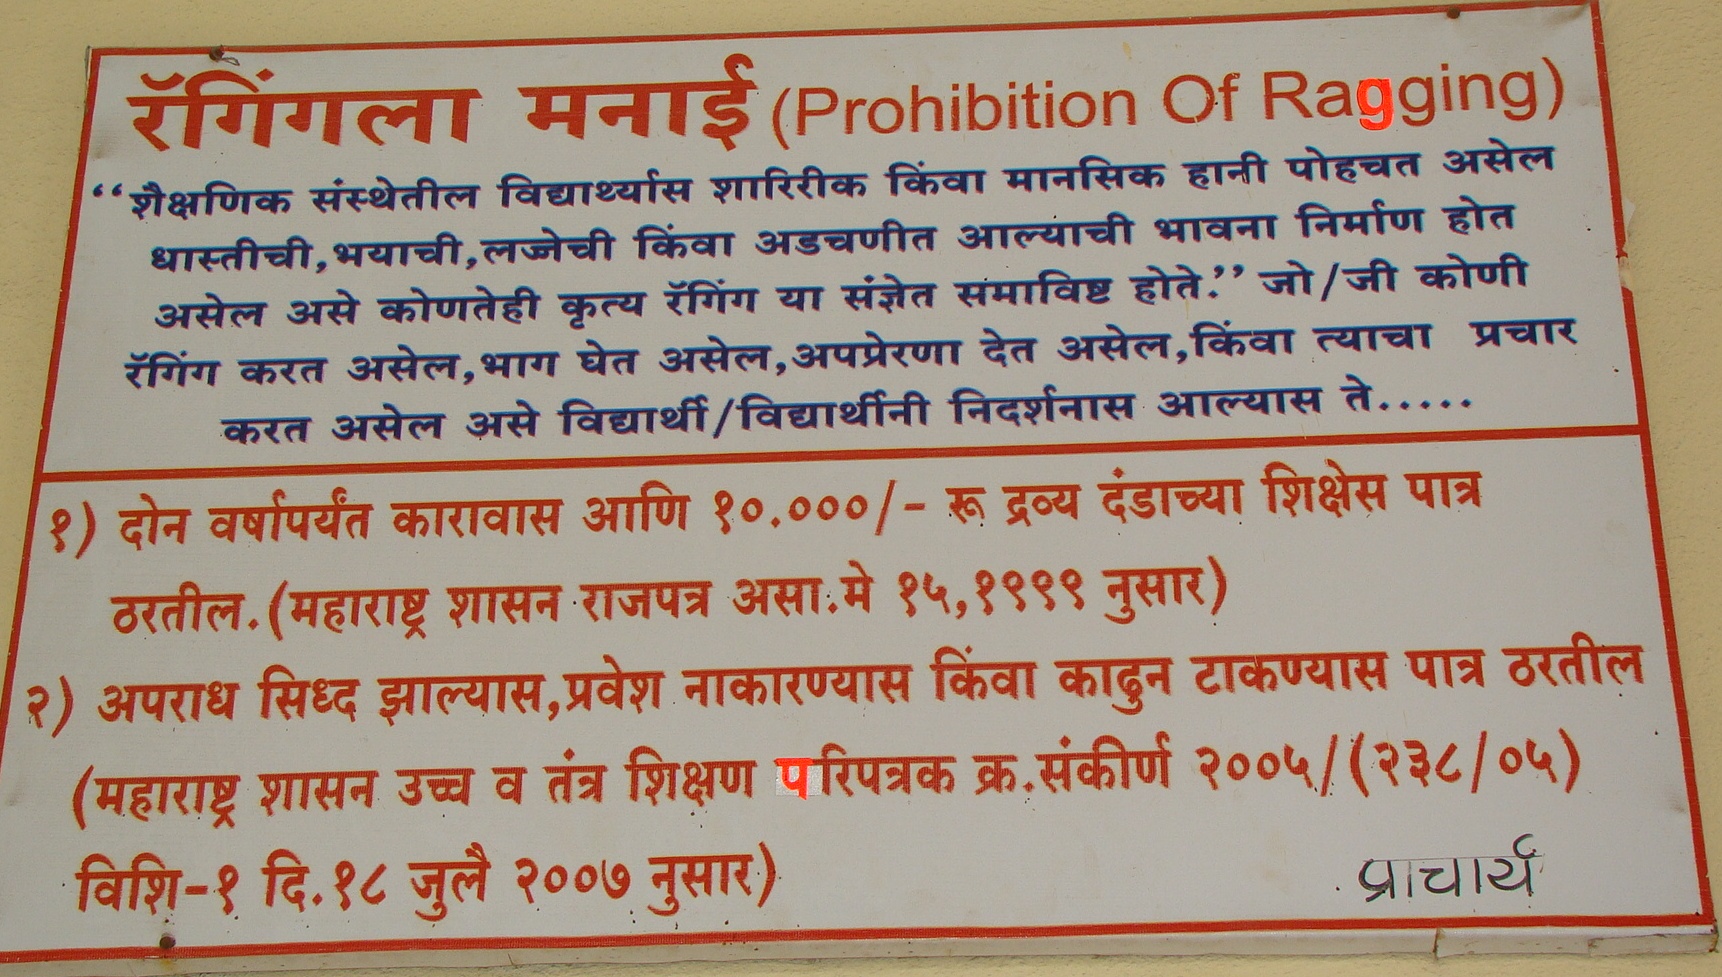 रॅगिंगला मनाई (Prohibition Of Ragging)
‘‘शैक्षणिक संस्थेतील विद्यार्थ्यास शारिरीक किंवा मानसिक हानी पोहचत असेल
धास्तीची,भयाची,लज्जेची किंवा अडचणीत आल्याची भावना निर्माण होत
असेल असे कोणतेही कृत्य रॅगिंग या संज्ञेत समाविष्ट होते.’’ जो/जी कोणी
रॅगिंग करत असेल,भाग घेत असेल,अपप्रेरणा देत असेल,किंवा त्याचा प्रचार
करत असेल असे विद्यार्थी/विद्यार्थीनी निदर्शनास आल्यास ते.....
१) दोन वर्षापर्यंत कारावास आणि १०.०००/- रू द्रव्य दंडाच्या शिक्षेस पात्र
ठरतील.(महाराष्ट्र शासन राजपत्र असा.मे १५,१९९९ नुसार)
२) अपराध सिध्द झाल्यास,प्रवेश नाकारण्यास किंवा काढुन टाकण्यास पात्र ठरतील
(महाराष्ट्र शासन उच्च व तंत्र शिक्षण परिपत्रक क्र.संकीर्ण २००५/(२३८/०५)
विशि-१ दि.१८ जुलै २००७ नुसार)
प्राचार्य